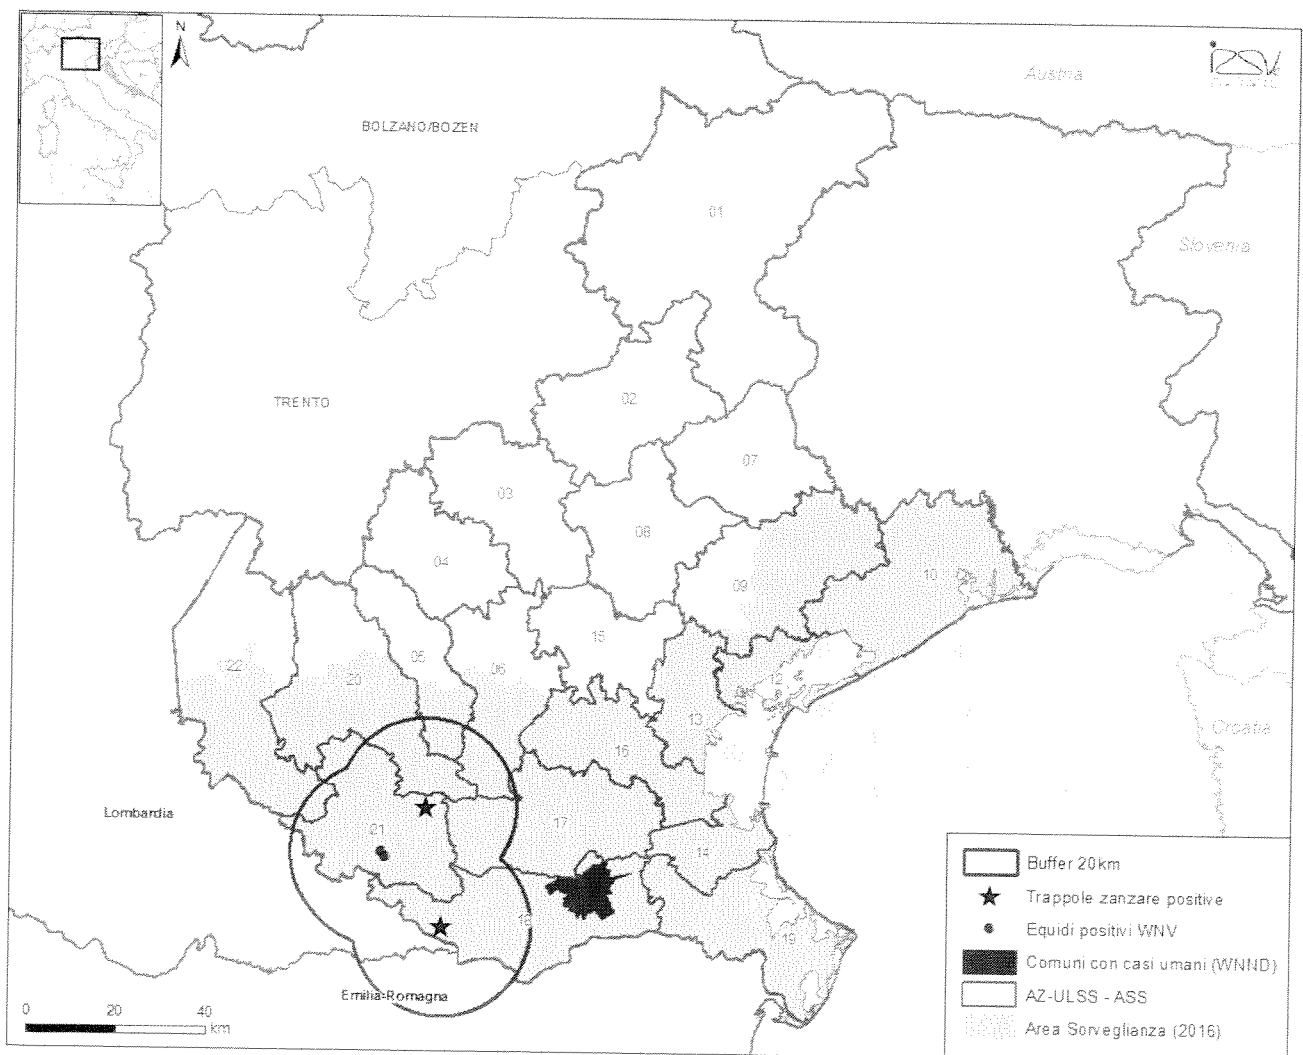 N
Austria
BOLZANO/BOZEN
01
Slovenia
TRENTO
02
07
03
08
04
09
10
15
05
22
20
06
12
13
16
Croatia
Lombardia
21
17
14
18
19
Emilia-Romagna
0 20 40
km
Buffer 20km
Trappole zanzare positive
Equidi positivi WNV
Comuni con casi umani (WNND)
AZ-ULSS - ASS
Area Sorveglianza (2016)